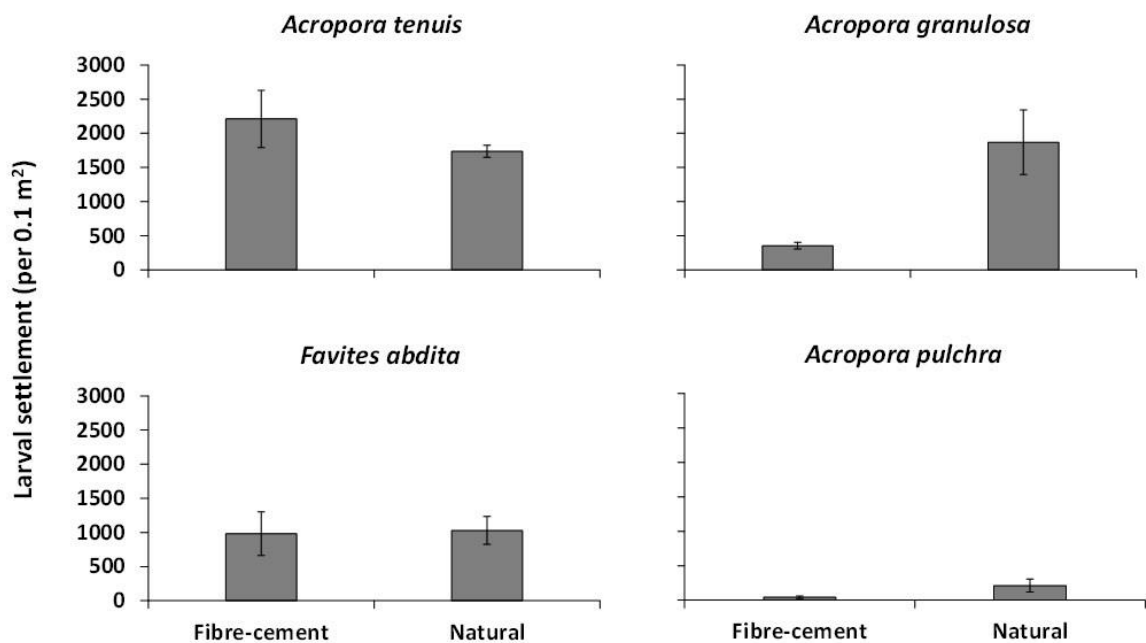 Acropora tenuis
Acropora granulosa
3000
2500
2000
1500
1000
500
0
Larval settlement (per 0.1 m²)
Favites abdita
Acropora pulchra
3000
2500
2000
1500
1000
500
0
Fibre-cement
Natural
Fibre-cement
Natural